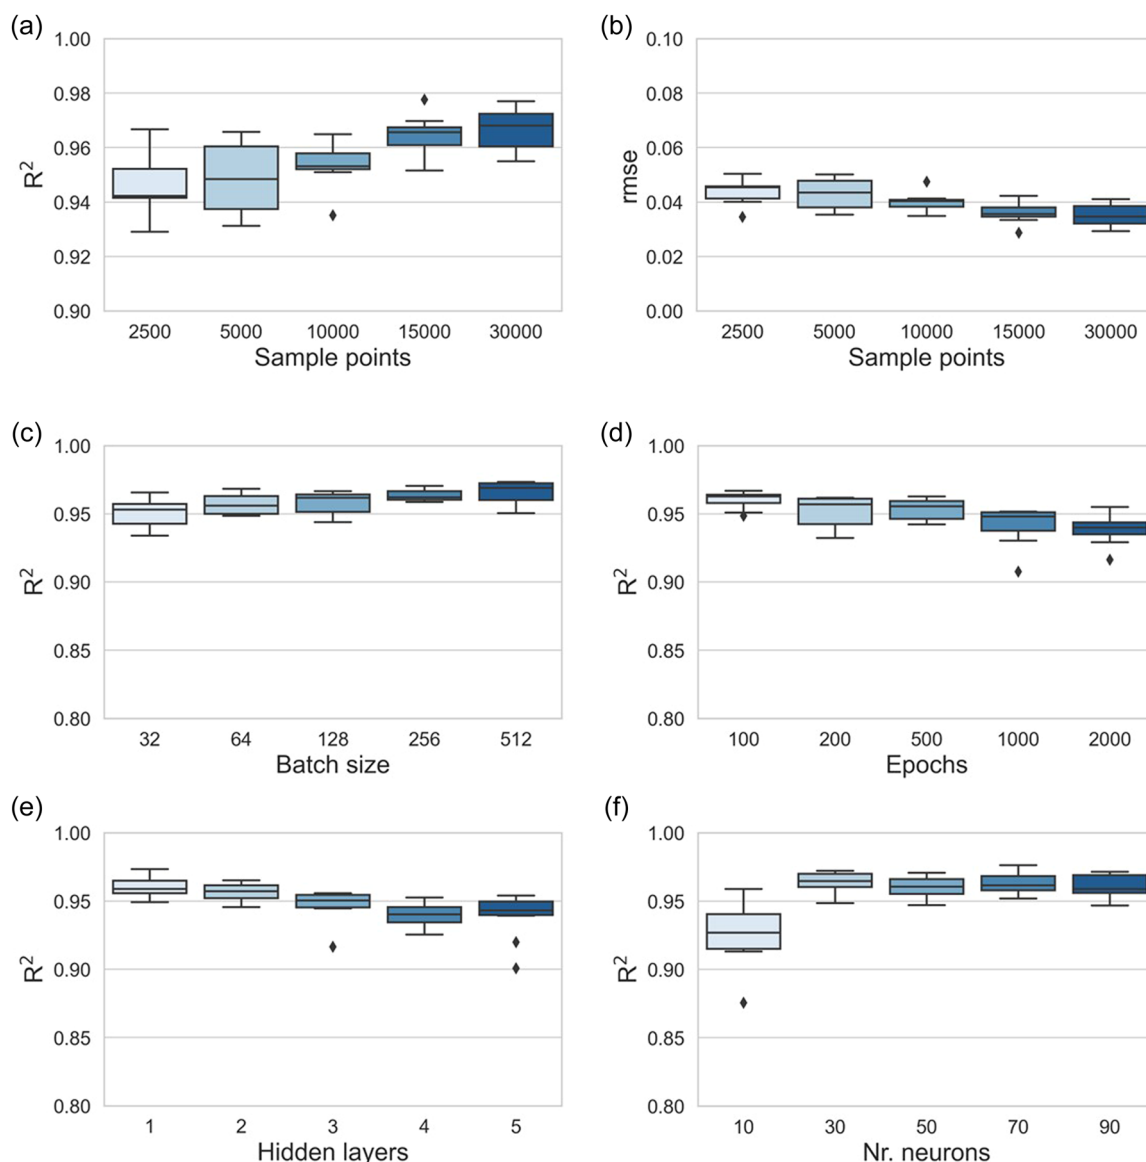 (a)
1.00
0.98
0.96
0.94
0.92
0.90
R²
2500 5000 10000 15000 30000
Sample points
(b)
0.10
0.08
0.06
0.04
0.02
0.00
rmse
2500 5000 10000 15000 30000
Sample points
(c)
1.00
0.95
0.90
0.85
0.80
R²
32 64 128 256 512
Batch size
(d)
1.00
0.95
0.90
0.85
0.80
R²
100 200 500 1000 2000
Epochs
(e)
1.00
0.95
0.90
0.85
0.80
R²
1 2 3 4 5
Hidden layers
(f)
1.00
0.95
0.90
0.85
0.80
R²
10 30 50 70 90
Nr. neurons